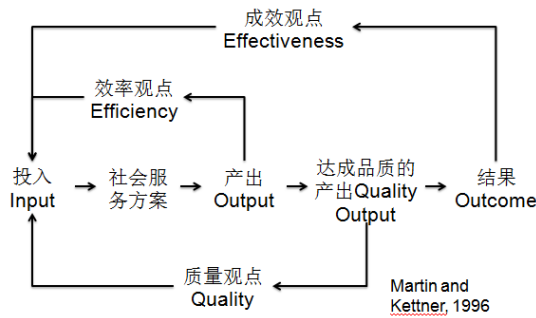 成效观点
Effectiveness
效率观点
Efficiency
投入
Input
社会服
务方案
产出
Output
达成品质的
产出Quality
Output
结果
Outcome
质量观点
Quality
Martin and
Kettner, 1996